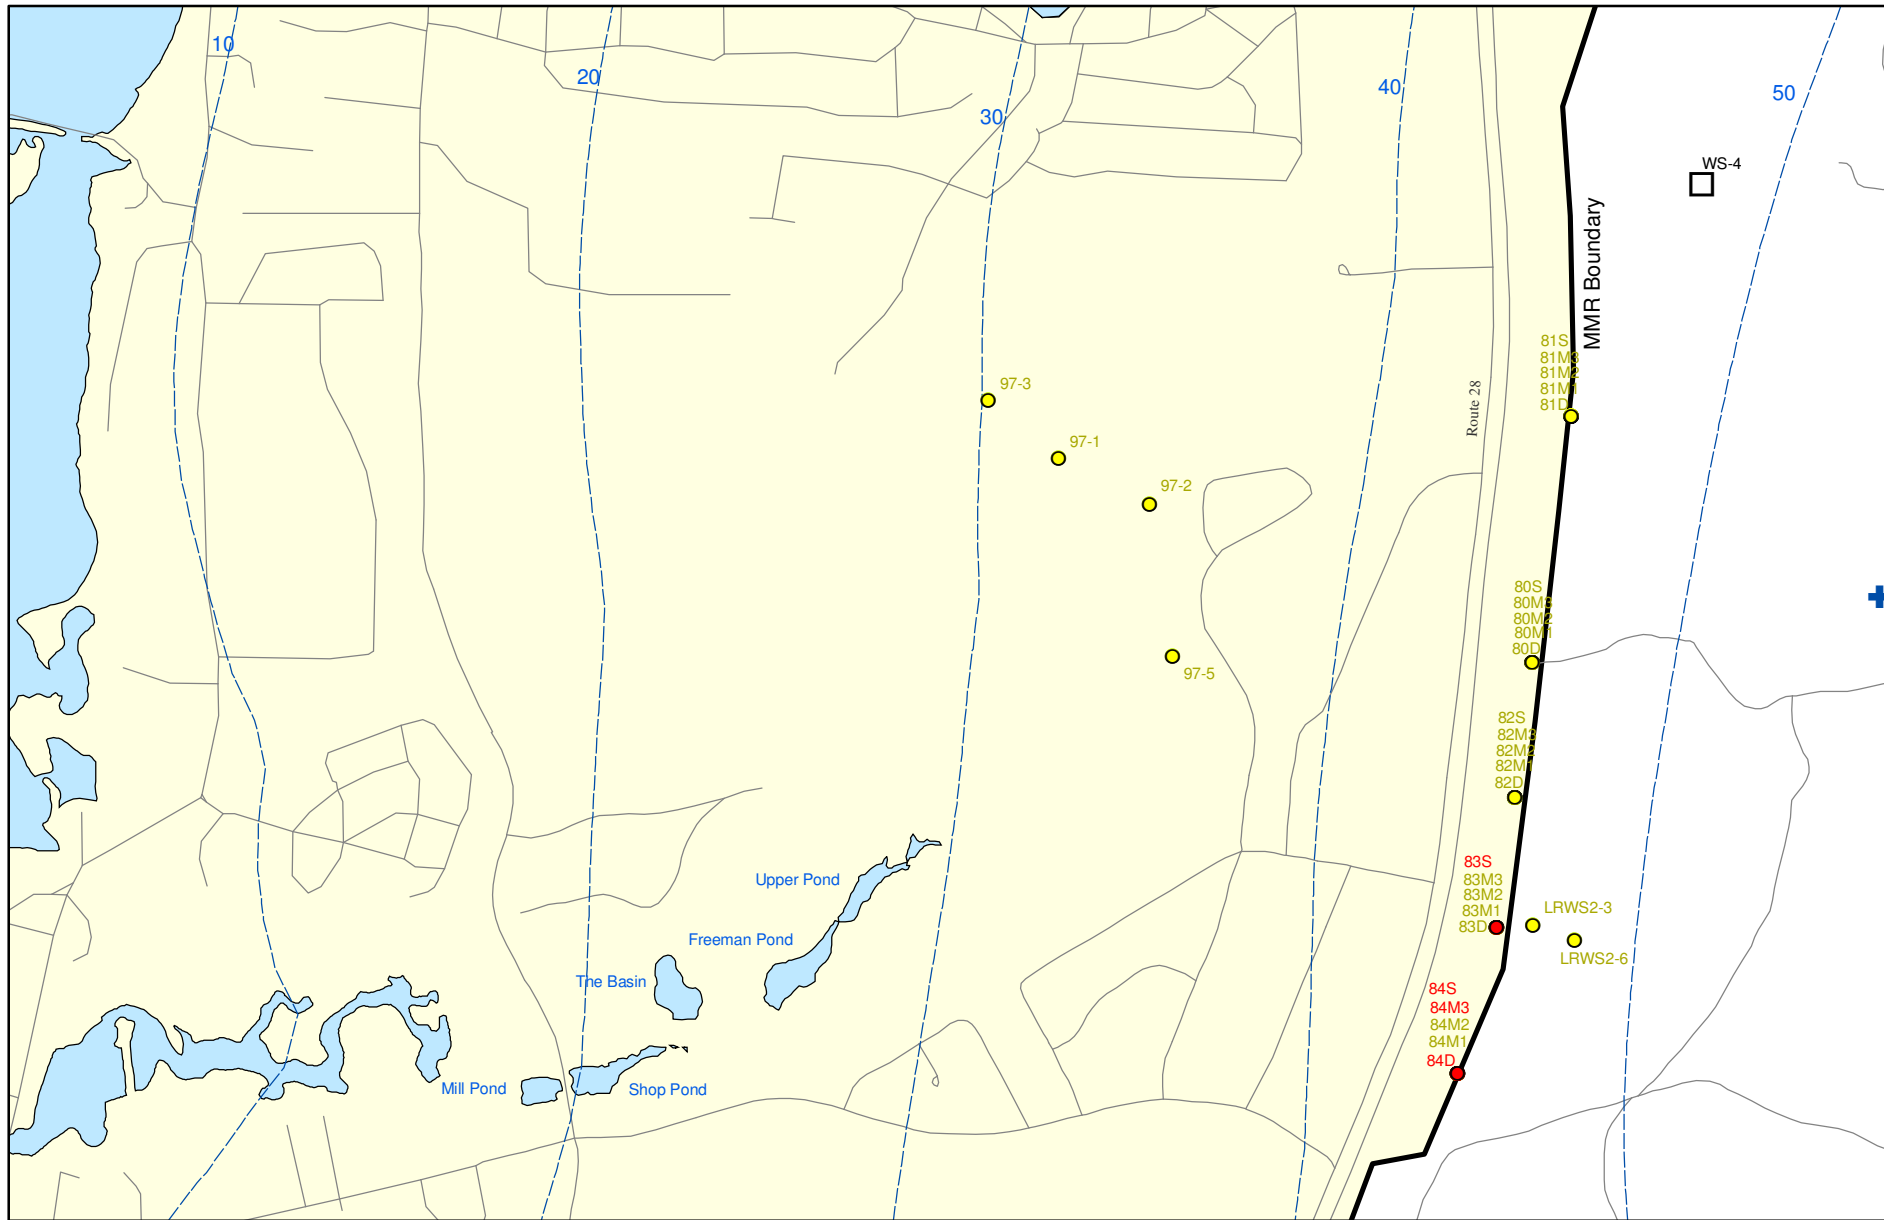 10
20
30
40
50
WS-4
MMR Boundary
81S
81M3
81M2
81M1
81D
Route 28
97-3
97-1
97-2
80S
80M3
80M2
80M1
80D
97-5
82S
82M3
82M2
82M1
82D
83S
83M3
83M2
83M1
83D
Upper Pond
LRWS2-3
Freeman Pond
LRWS2-6
The Basin
84S
84M3
84M2
84M1
84D
Mill Pond
Shop Pond